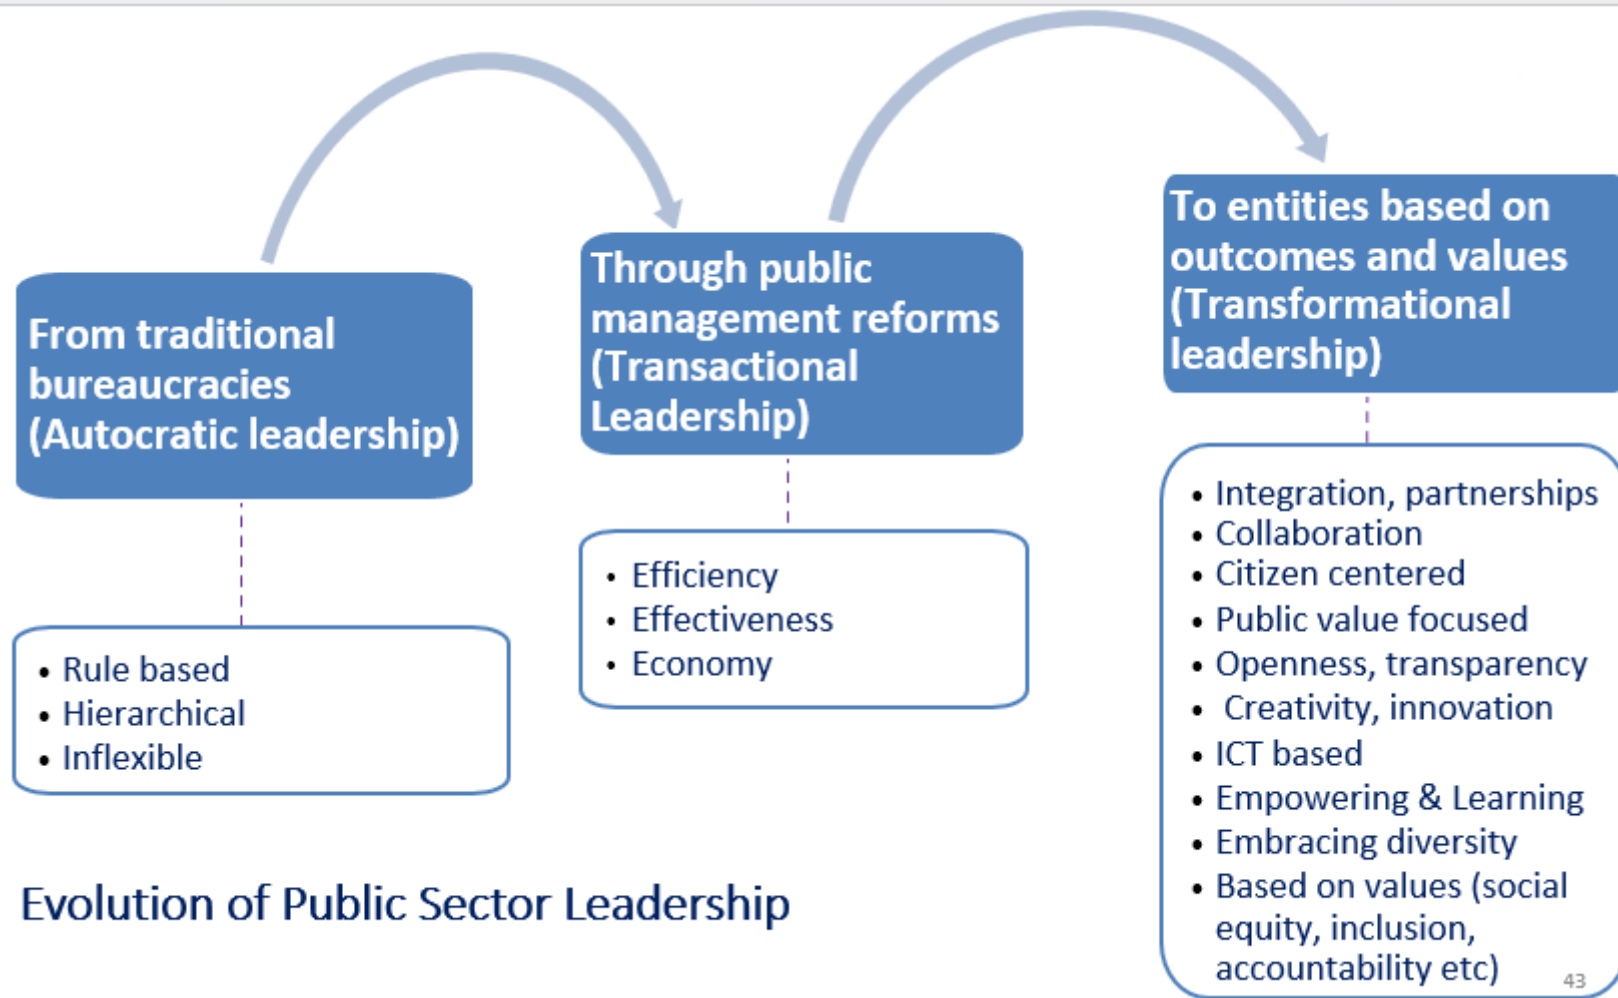 From traditional
bureaucracies
(Autocratic leadership)
• Rule based
• Hierarchical
• Inflexible
Through public
management reforms
(Transactional
Leadership)
• Efficiency
• Effectiveness
• Economy
To entities based on
outcomes and values
(Transformational
leadership)
• Integration, partnerships
• Collaboration
• Citizen centered
• Public value focused
• Openness, transparency
• Creativity, innovation
• ICT based
• Empowering & Learning
• Embracing diversity
• Based on values (social
equity, inclusion,
accountability etc)
Evolution of Public Sector Leadership
43